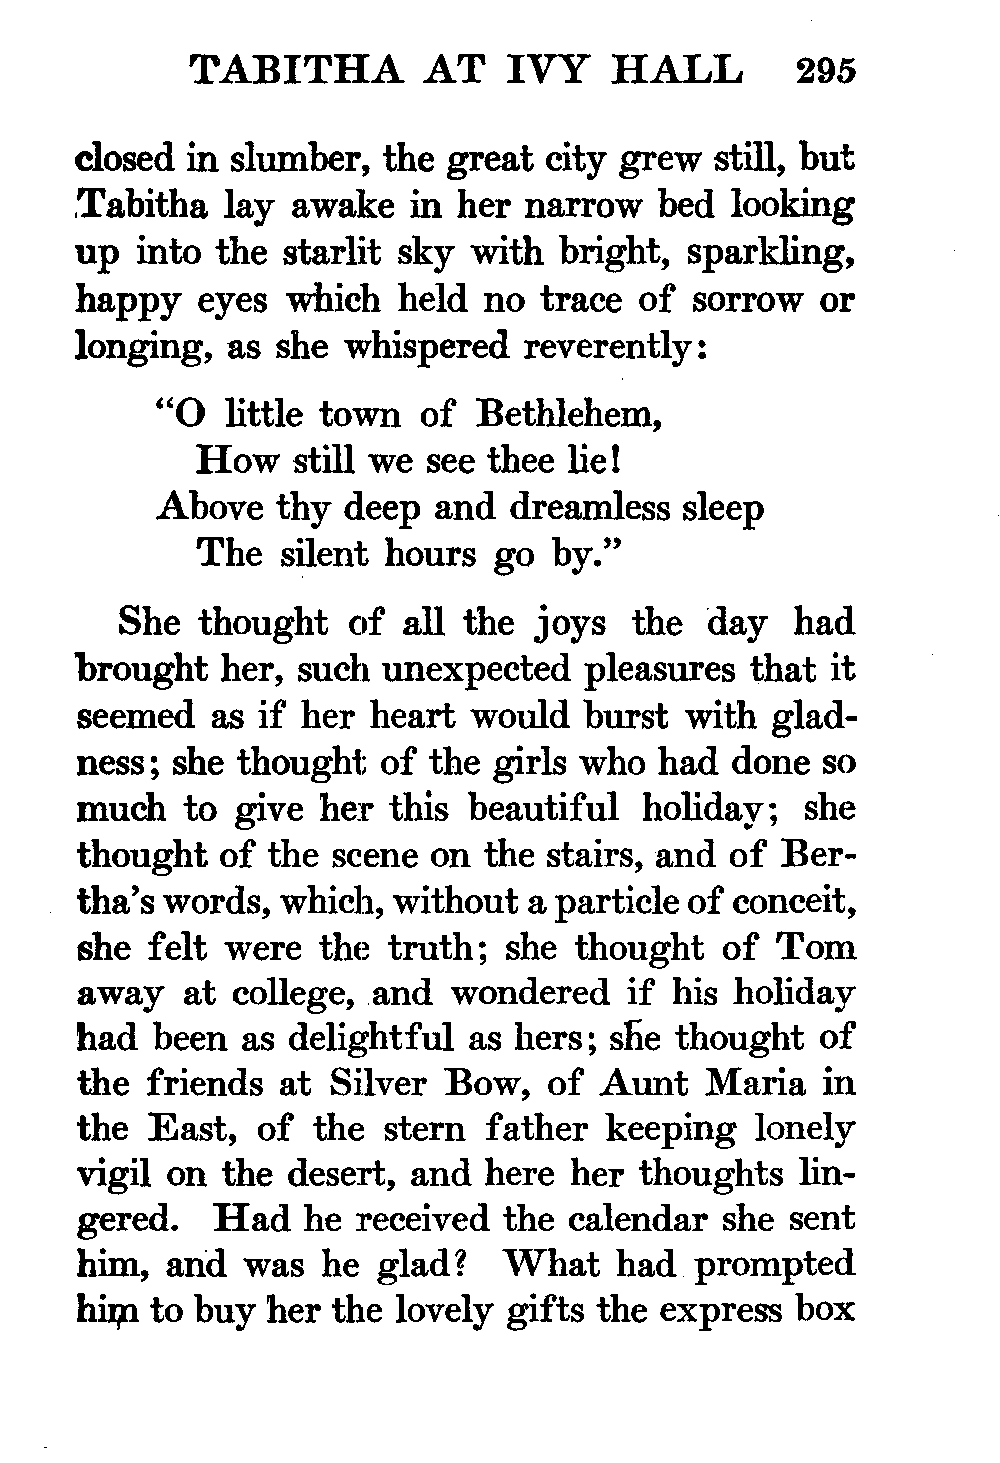 TABITHA AT IVY HALL 295
closed in slumber, the great city grew still, but
Tabitha lay awake in her narrow bed looking
up into the starlit sky with bright, sparkling,
happy eyes which held no trace of sorrow or
longing, as she whispered reverently:
“O little town of Bethlehem,
How still we see thee lie!
Above thy deep and dreamless sleep
The silent hours go by.”
She thought of all the joys the day had
brought her, such unexpected pleasures that it
seemed as if her heart would burst with glad-
ness; she thought of the girls who had done so
much to give her this beautiful holiday; she
thought of the scene on the stairs, and of Ber-
tha’s words, which, without a particle of conceit,
she felt were the truth; she thought of Tom
away at college, and wondered if his holiday
had been as delightful as hers; she thought of
the friends at Silver Bow, of Aunt Maria in
the East, of the stern father keeping lonely
vigil on the desert, and here her thoughts lin-
gered. Had he received the calendar she sent
him, and was he glad? What had prompted
him to buy her the lovely gifts the express box